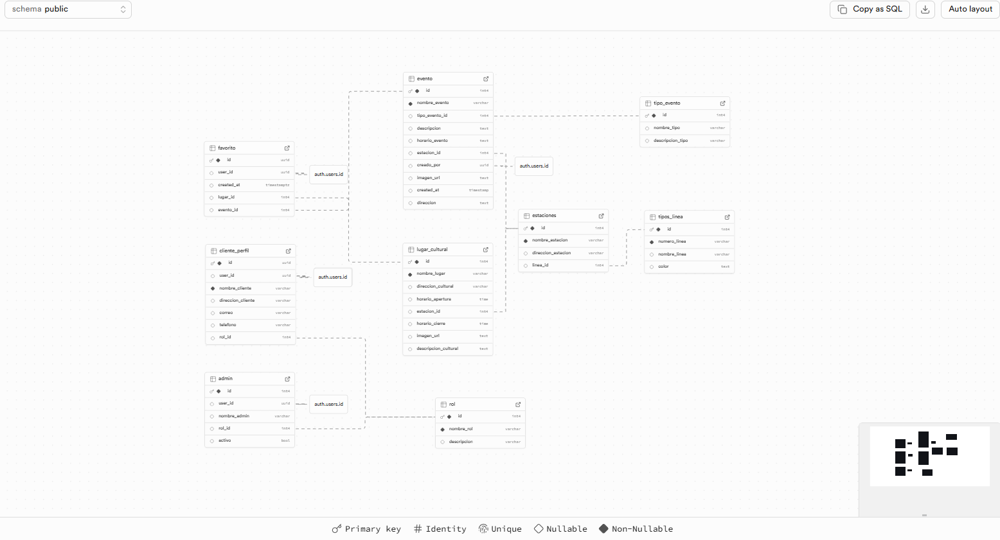 schema public
Copy as SQL
Auto layout
evento
id int4
nombre_evento varchar
tipo_evento_id int4
descripcion text
horario_evento text
estacion_id int4
creado_por uuid
imagen_url text
created_at timestamp
direccion text
tipo_evento
id int4
nombre_tipo varchar
descripcion_tipo varchar
favorito
id uuid
user_id uuid
created_at timestamptz
lugar_id int4
evento_id int4
auth.users.id
auth.users.id
estaciones
id int4
nombre_estacion varchar
direccion_estacion varchar
linea_id int4
tipos_linea
id int4
numero_linea varchar
nombre_linea varchar
color text
cliente_perfil
id uuid
user_id uuid
nombre_cliente varchar
direccion_cliente varchar
correo varchar
telefono varchar
rol_id int4
auth.users.id
lugar_cultural
id int4
nombre_lugar varchar
direccion_cultural varchar
horario_apertura time
estacion_id int4
horario_cierre time
imagen_url text
descripcion_cultural text
admin
id int4
user_id uuid
nombre_admin varchar
rol_id int4
activo bool
auth.users.id
rol
id int4
nombre_rol varchar
descripcion varchar
Primary key
Identity
Unique
Nullable
Non-Nullable